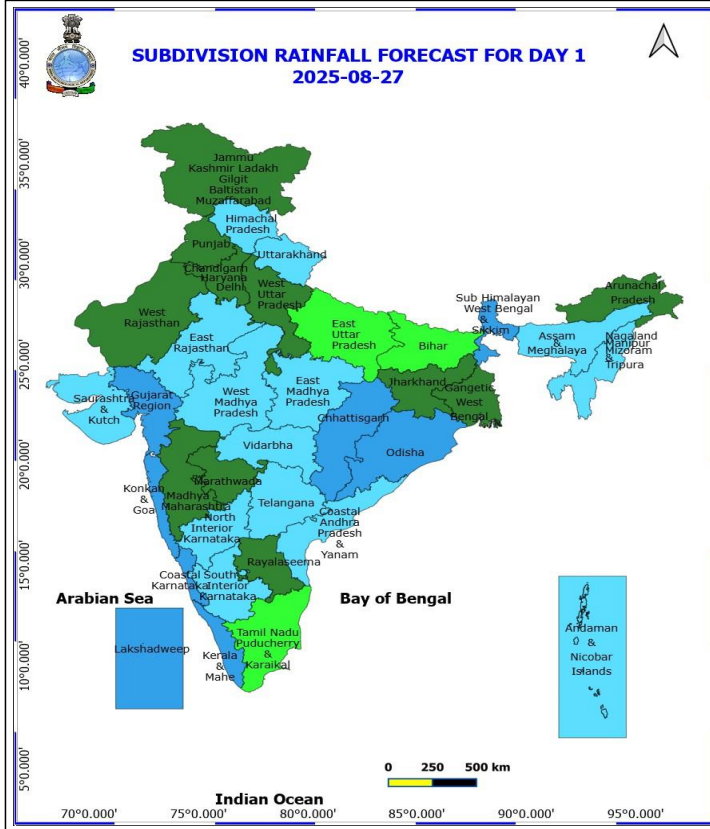 SUBDIVISION RAINFALL FORECAST FOR DAY 1
2025-08-27
40°0.000'
35°0.000'
30°0.000'
25°0.000'
20°0.000'
15°0.000'
10°0.000'
5°0.000'
Jammu
Kashmir Ladakh
Gilgit
Baltistan
Muzaffarabad
Himachal
Pradesh
Punjab
Uttarakhand
Chandigarh
Haryana
Delhi
West
Uttar
Pradesh
West
Rajasthan
East
Rajasthan
East
Uttar
Pradesh
Bihar
Sub Himalayan
West Bengal
&
Sikkim
Arunachal
Pradesh
Assam
&
Meghalaya
Nagaland
Manipur
Mizoram
&
Tripura
Saurashtra
&
Kutch
Gujarat
Region
West
Madhya
Pradesh
East
Madhya
Pradesh
Jharkhand
Gangetic
West
Bengal
Chhattisgarh
Odisha
Vidarbha
Konkan
&
Goa
Madhya
Maharashtra
Marathwada
Telangana
North
Interior
Karnataka
Coastal
Andhra
Pradesh
&
Yanam
Rayalaseema
Coastal
Karnataka
South
Interior
Karnataka
Arabian Sea
Bay of Bengal
Lakshadweep
Kerala
&
Mahe
Tamil Nadu
Puducherry
&
Karaikal
Andaman
&
Nicobar
Islands
0 250 500 km
Indian Ocean
70°0.000' 75°0.000' 80°0.000' 85°0.000' 90°0.000' 95°0.000'